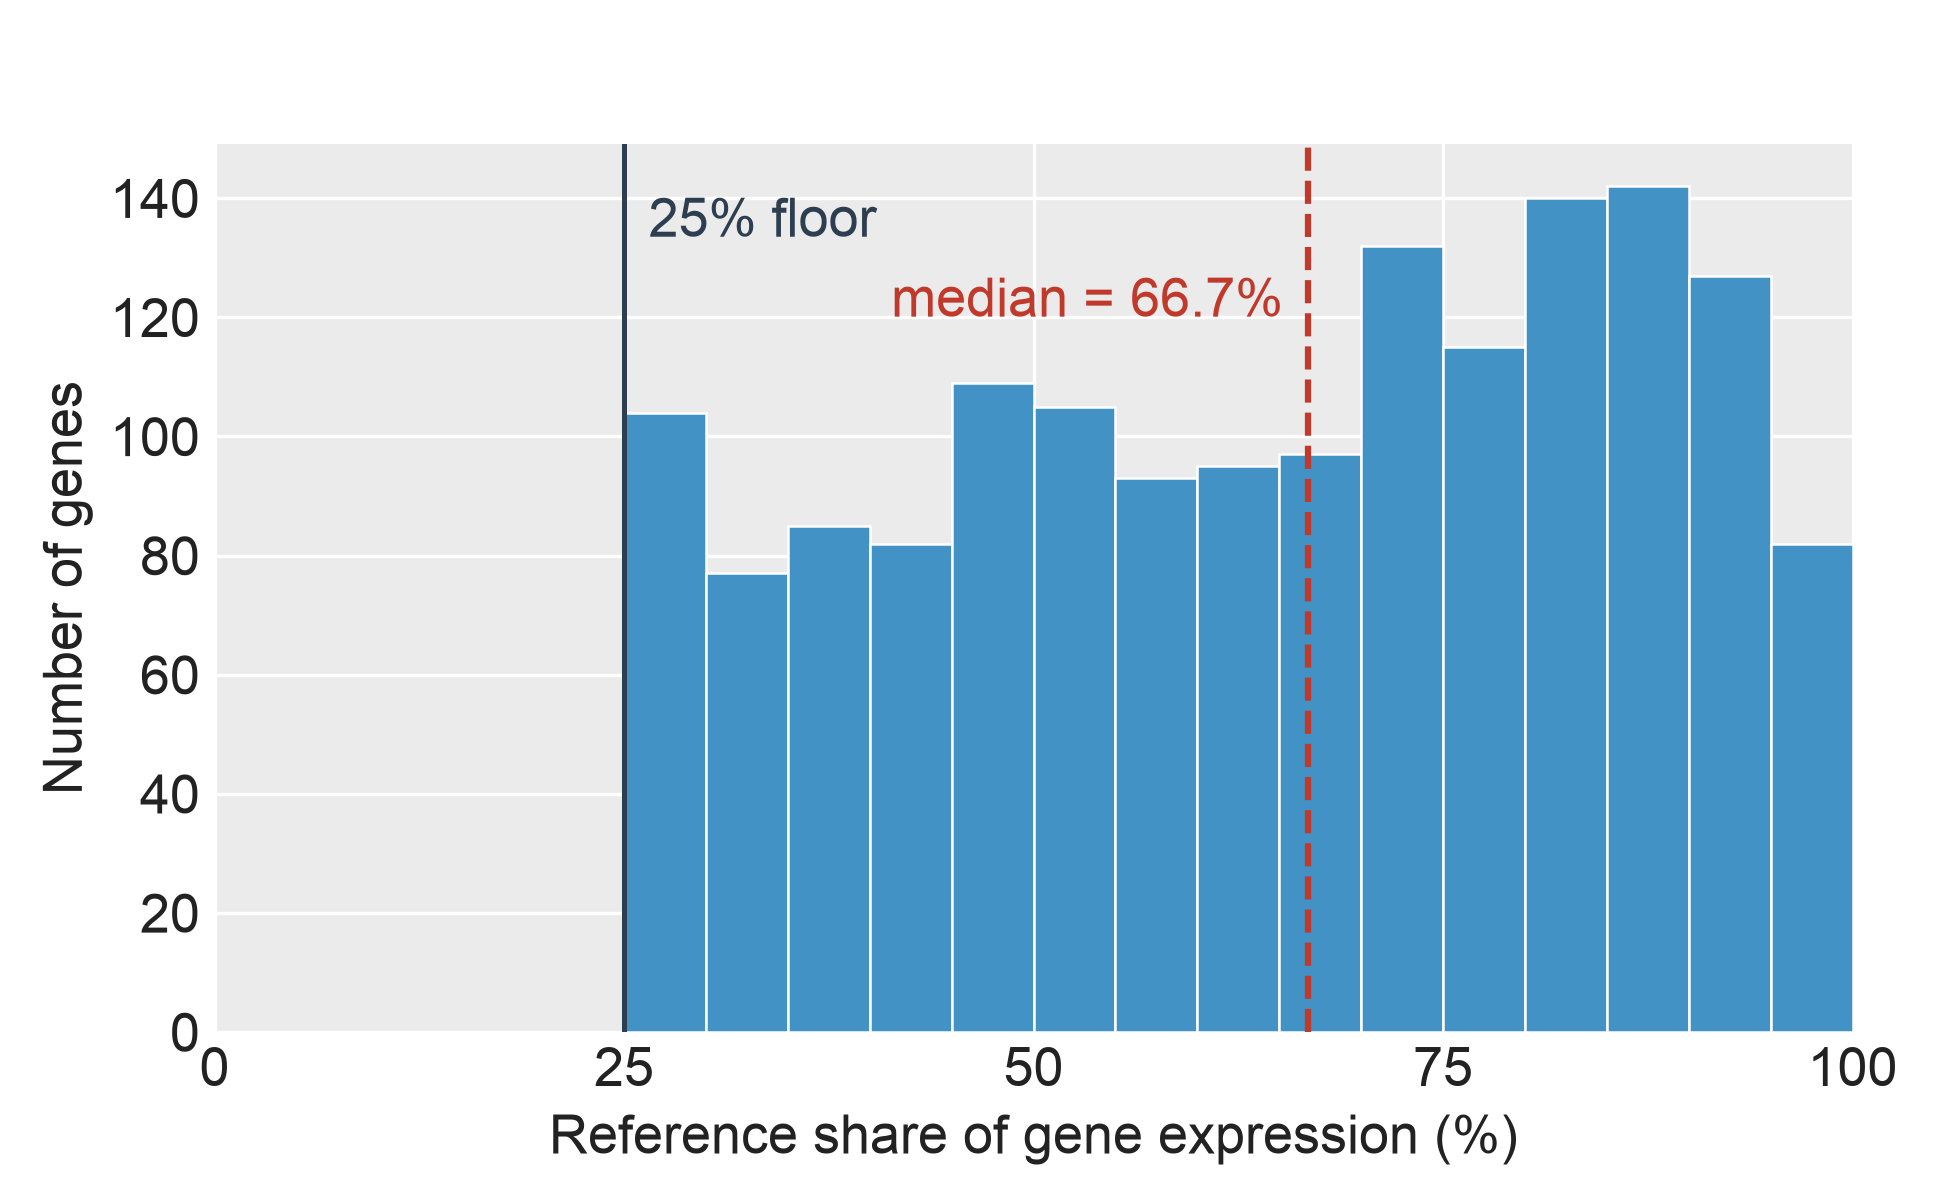 25% floor
median = 66.7%
140
120
100
80
60
40
20
0
Number of genes
0 25 50 75 100
Reference share of gene expression (%)